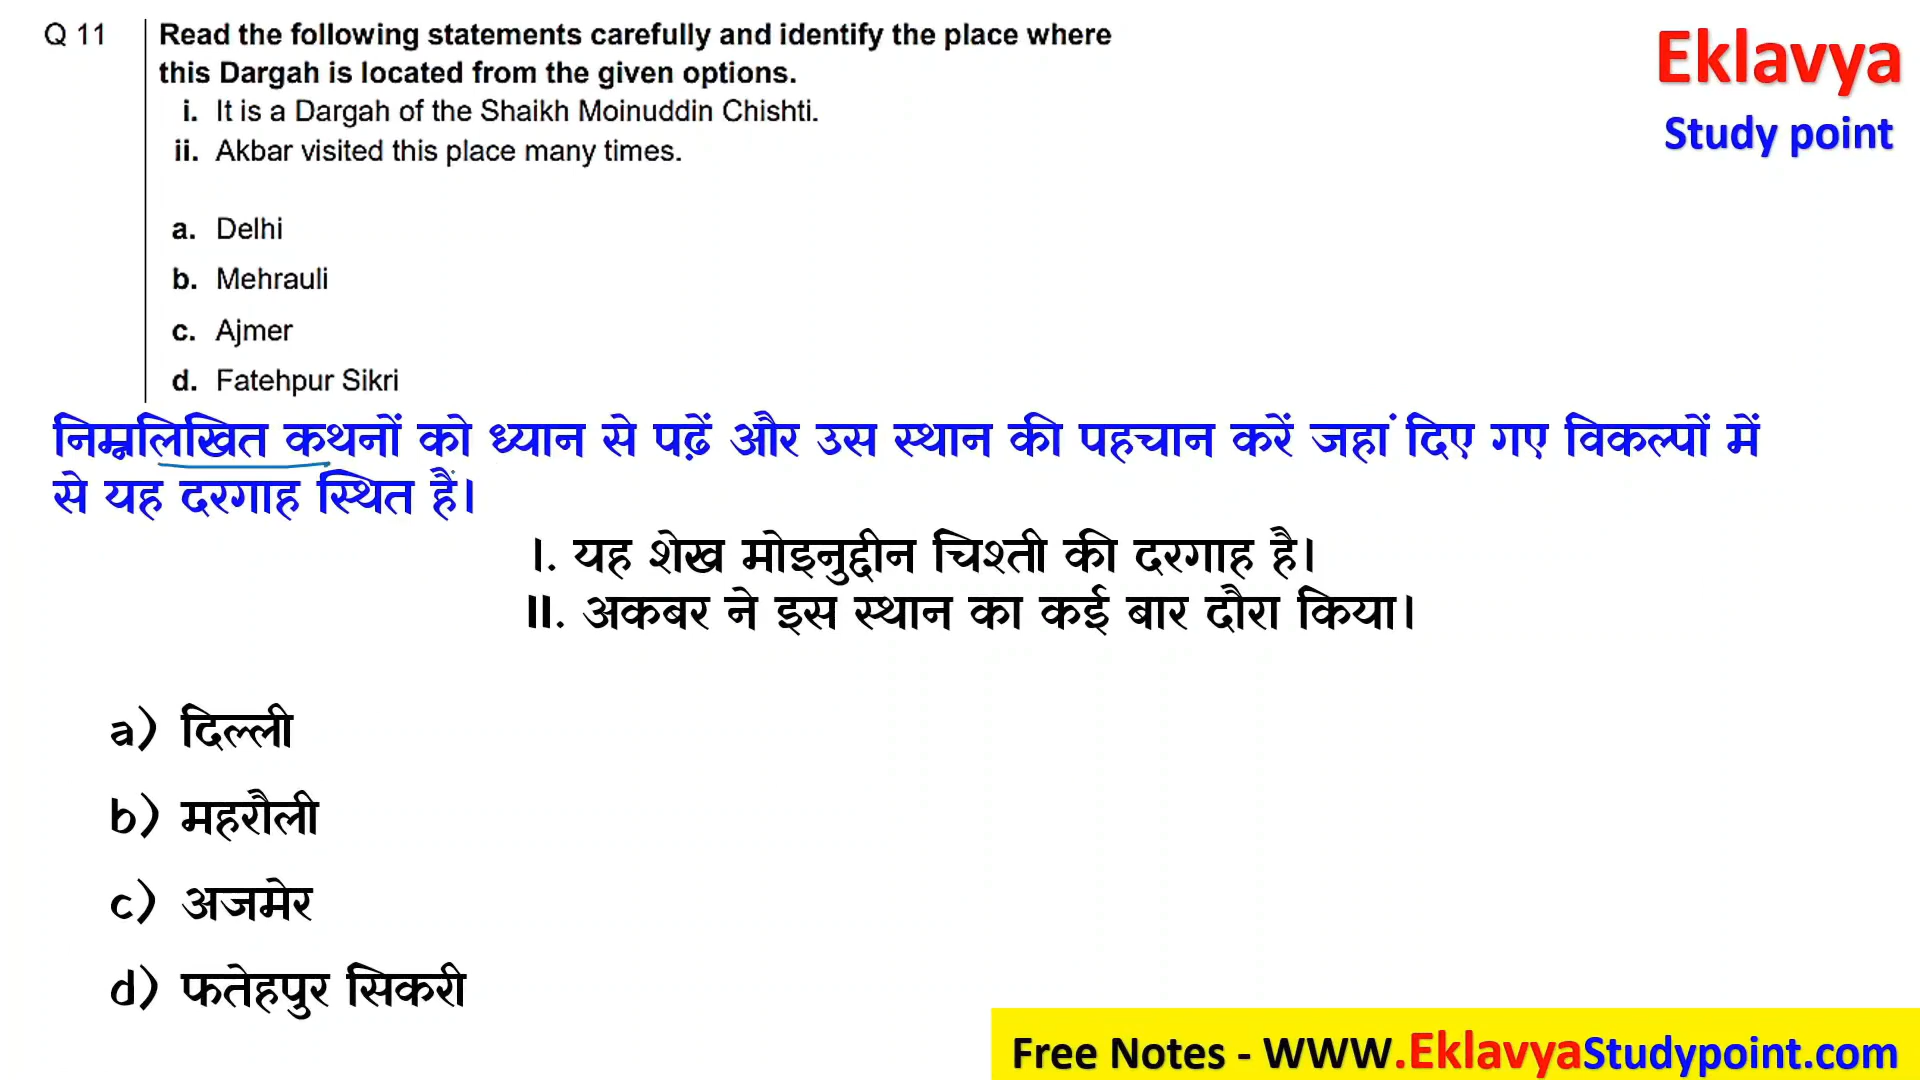 Q 11
Read the following statements carefully and identify the place where
this Dargah is located from the given options.
i. It is a Dargah of the Shaikh Moinuddin Chishti.
ii. Akbar visited this place many times.
a. Delhi
b. Mehrauli
c. Ajmer
d. Fatehpur Sikri
Eklavya
Study point
निम्नलिखित कथनों को ध्यान से पढ़ें और उस स्थान की पहचान करें जहां दिए गए विकल्पों में
से यह दरगाह स्थित है।
I. यह शेख मोइनुद्दीन चिश्ती की दरगाह है।
II. अकबर ने इस स्थान का कई बार दौरा किया।
a) दिल्ली
b) महरौली
c) अजमेर
d) फतेहपुर सिकरी
Free Notes - WWW.EklavyaStudypoint.com